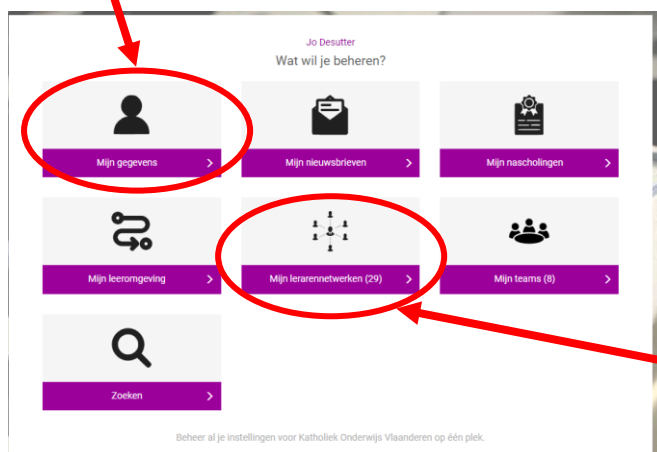 Jo Desutter
Wat wil je beheren?
Mijn gegevens
Mijn nieuwsbrieven
Mijn nascholingen
Mijn leeromgeving
Mijn lerarennetwerken (29)
Mijn teams (8)
Zoeken
Beheer al je instellingen voor Katholiek Onderwijs Vlaanderen op één plek.